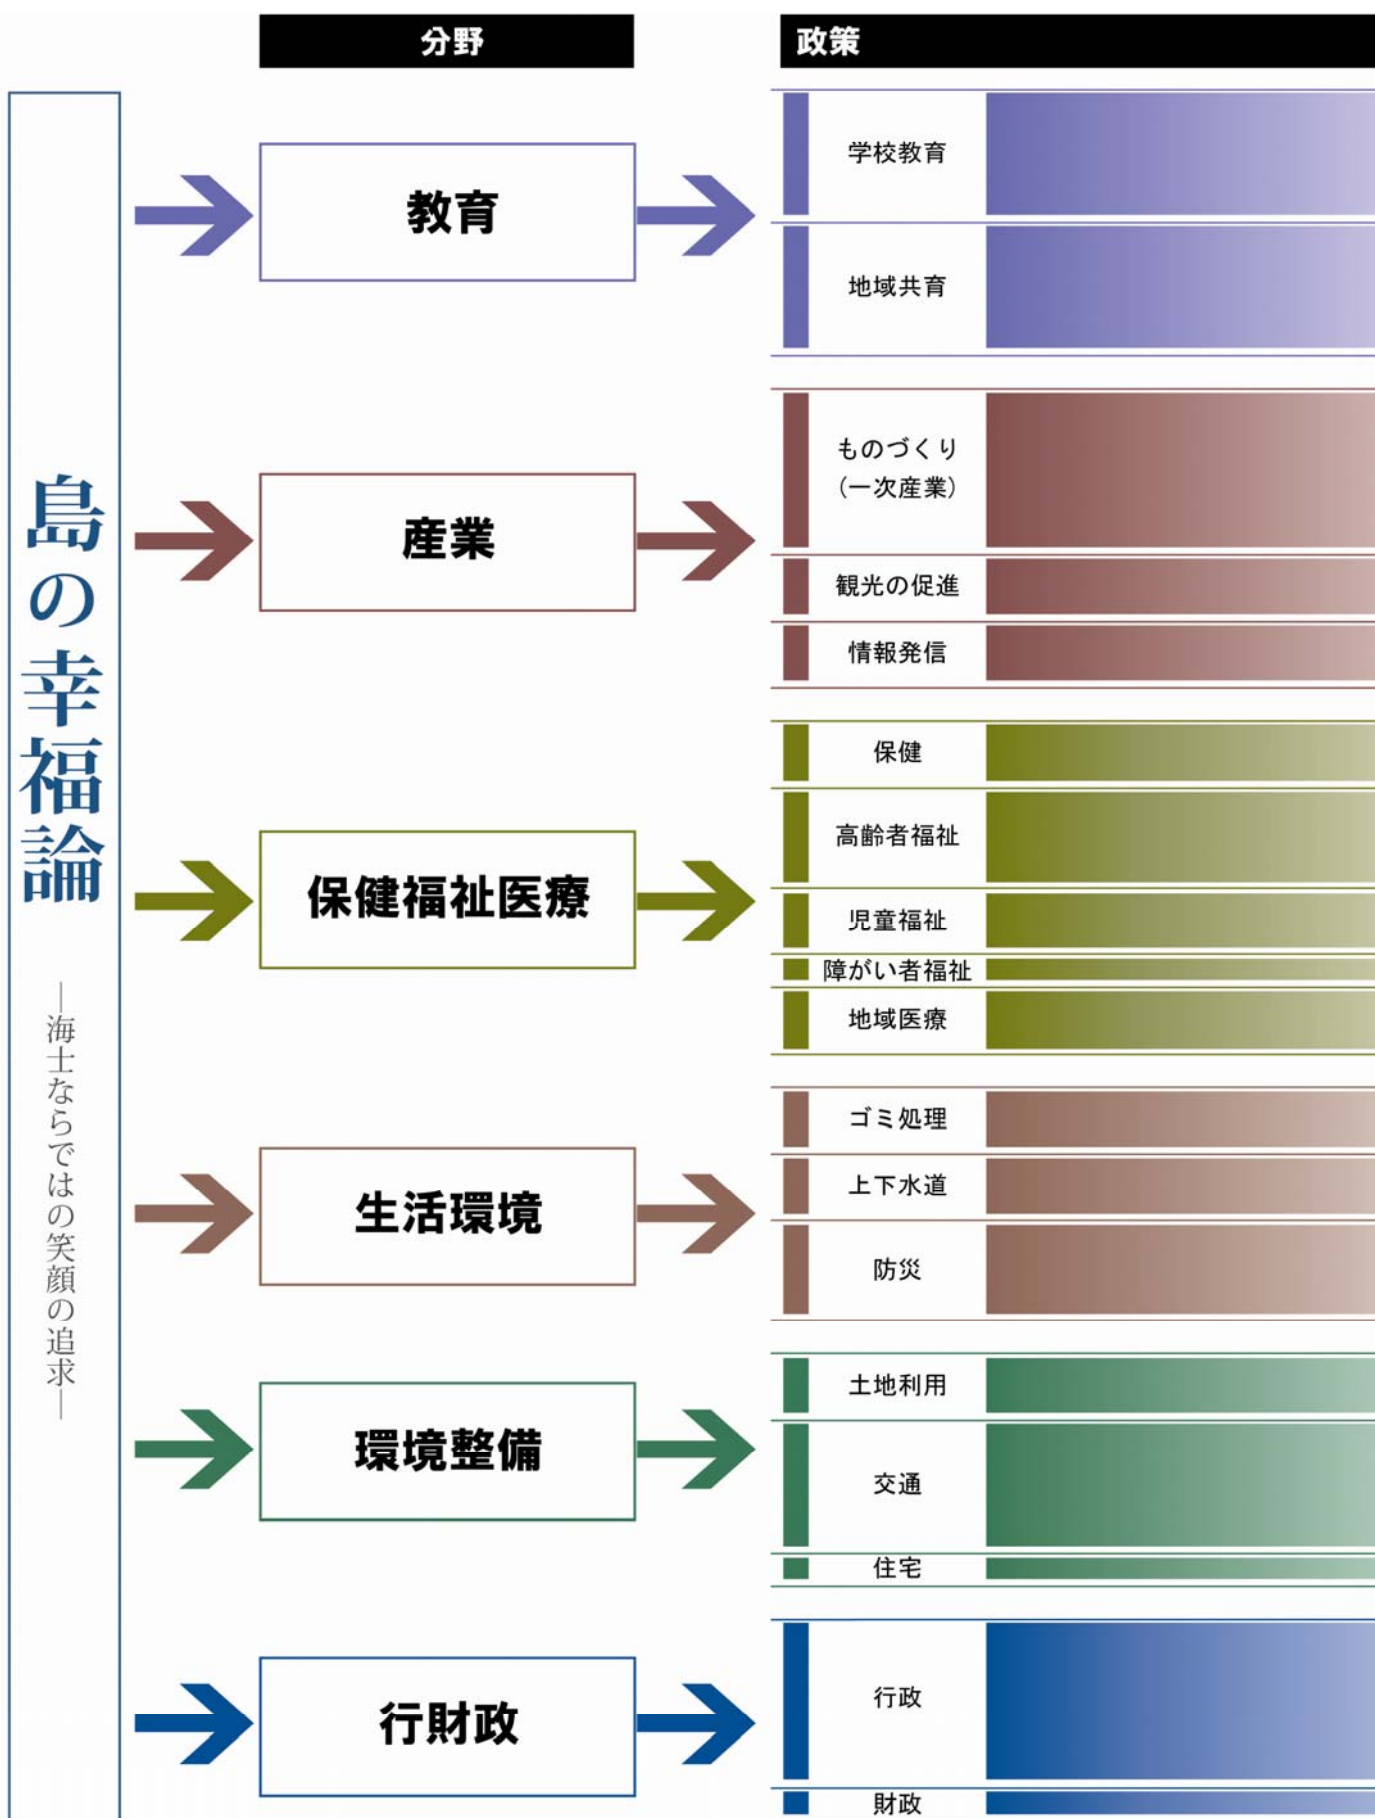 分野
政策
島の幸福論
―海士ならではの笑顔の追求―
教育
学校教育
地域共育
産業
ものづくり
（一次産業）
観光の促進
情報発信
保健福祉医療
保健
高齢者福祉
児童福祉
障がい者福祉
地域医療
生活環境
ゴミ処理
上下水道
防災
環境整備
土地利用
交通
住宅
行財政
行政
財政